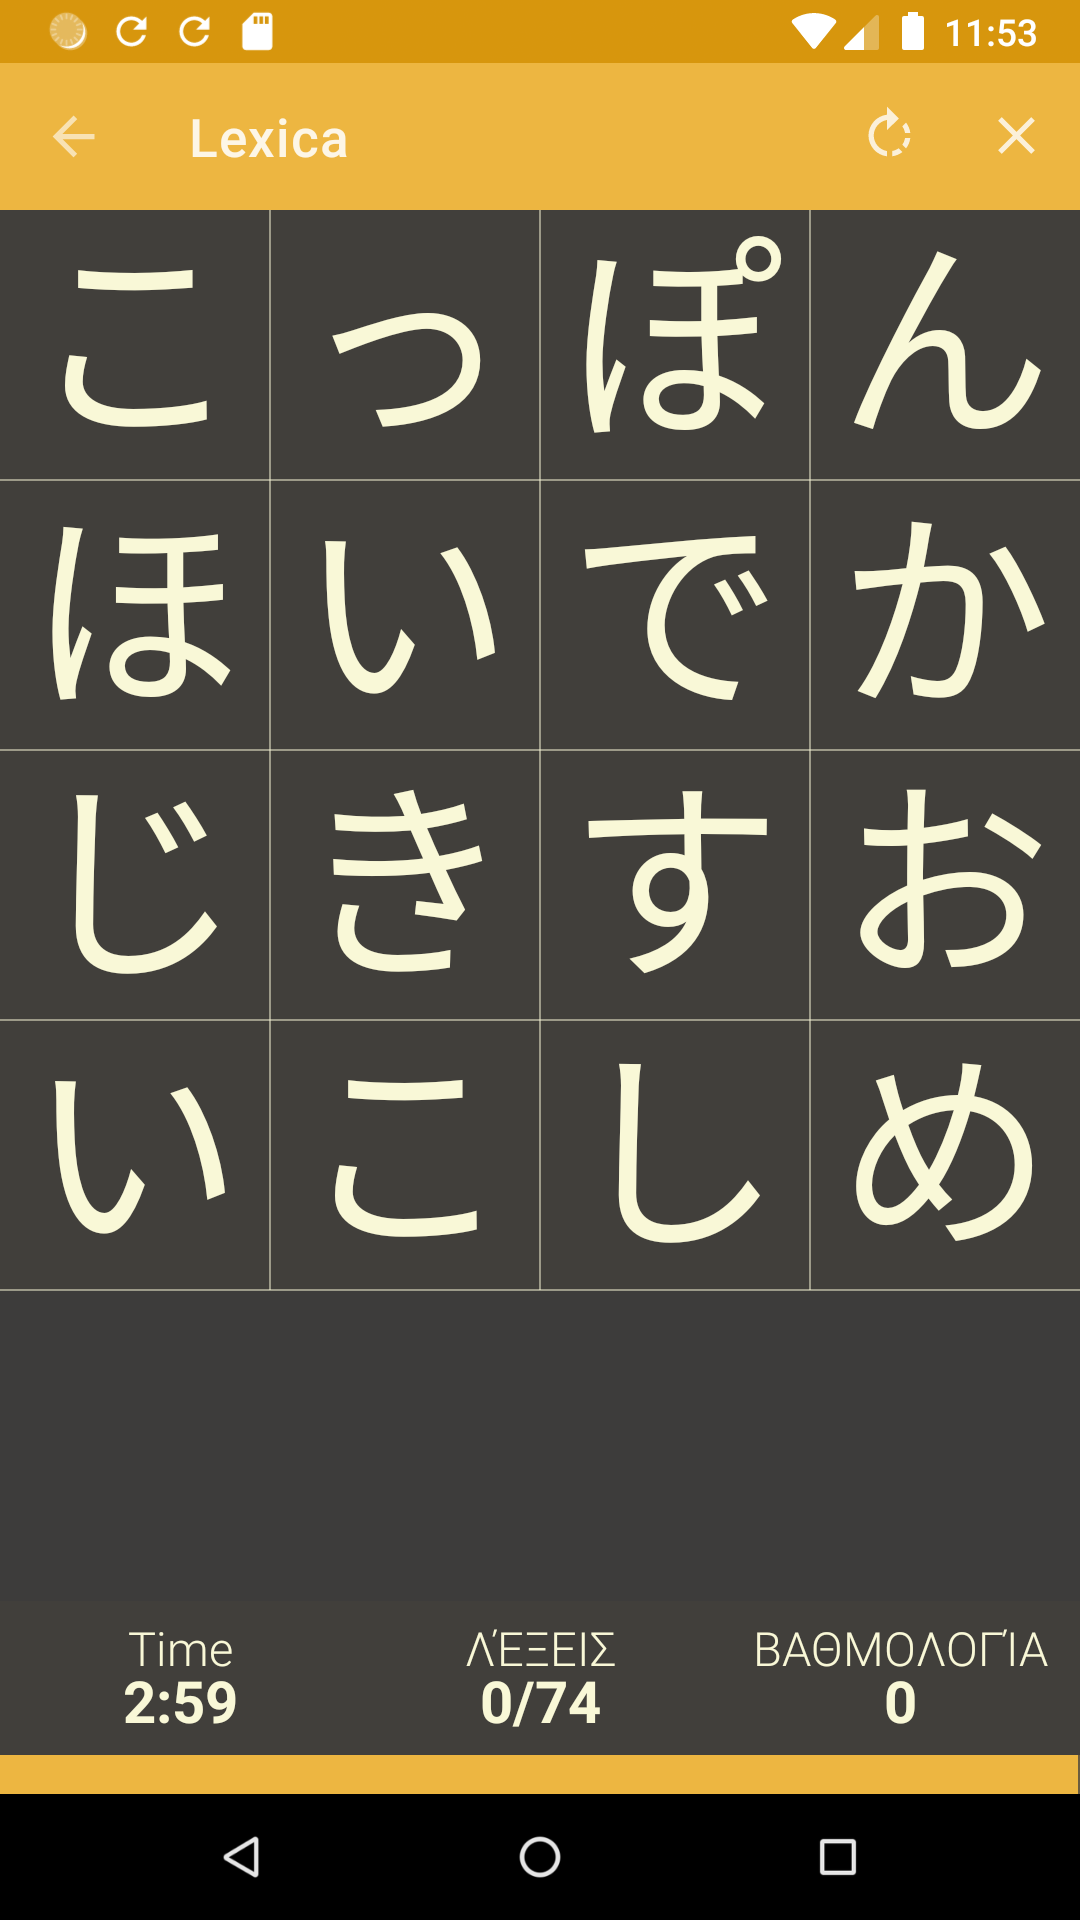 11:53
Lexica
こ っ ぽ ん
ほ い で か
じ き す お
い こ し め
Time ΛΈΞΕΙΣ ΒΑΘΜΟΛΟΓΊΑ
2:59 0/74 0